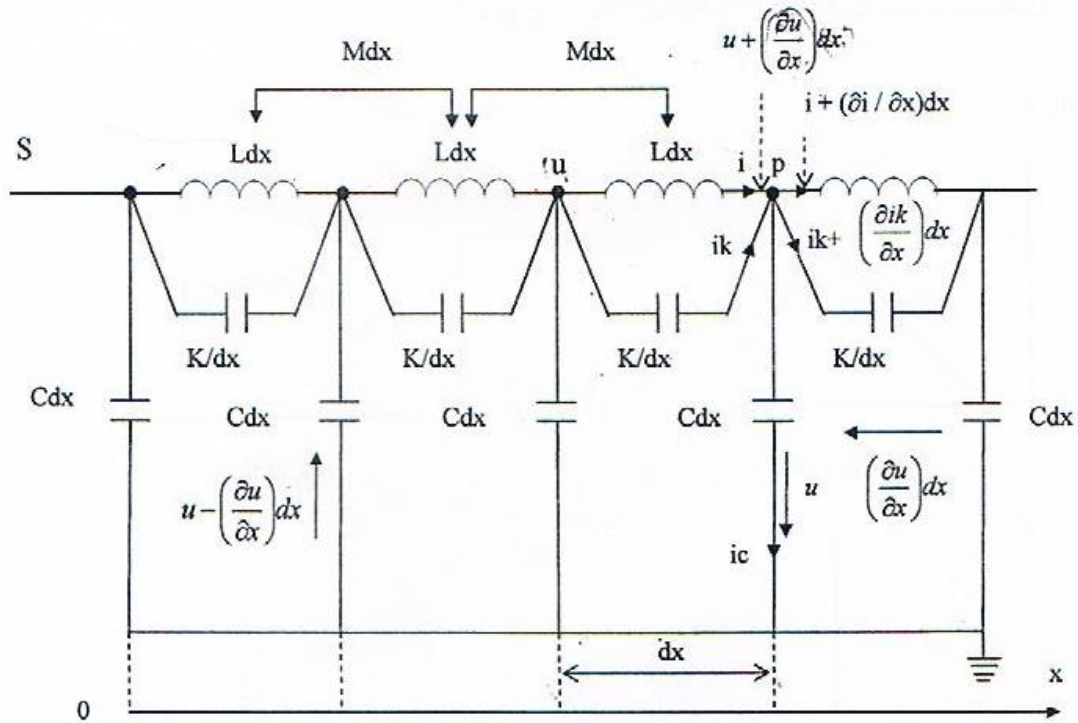 u + (∂u/∂x)dx
Mdx Mdx
i + (∂i / ∂x)dx
S
Ldx Ldx u Ldx i p
ik ik+ (∂ik/∂x)dx
K/dx K/dx K/dx K/dx
Cdx Cdx Cdx Cdx Cdx
u − (∂u/∂x)dx u (∂u/∂x)dx
ic
dx
x
0